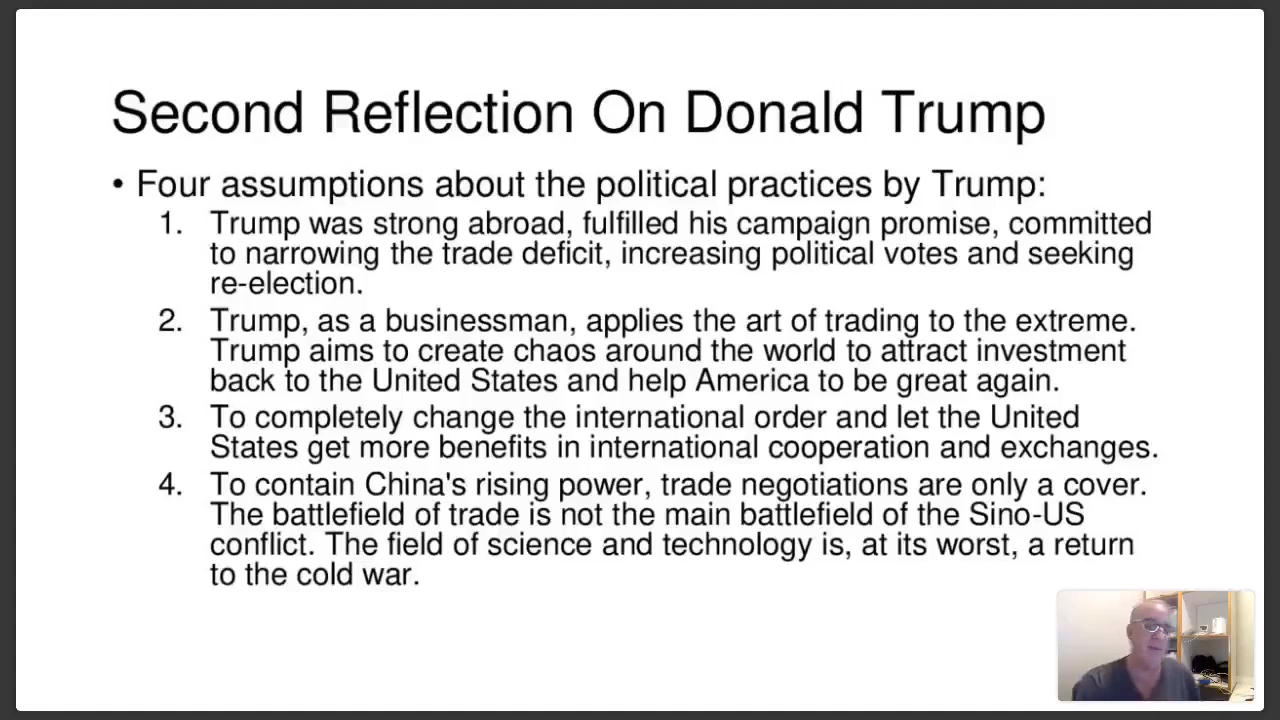 Second Reflection On Donald Trump
• Four assumptions about the political practices by Trump:
1. Trump was strong abroad, fulfilled his campaign promise, committed
to narrowing the trade deficit, increasing political votes and seeking
re-election.
2. Trump, as a businessman, applies the art of trading to the extreme.
Trump aims to create chaos around the world to attract investment
back to the United States and help America to be great again.
3. To completely change the international order and let the United
States get more benefits in international cooperation and exchanges.
4. To contain China's rising power, trade negotiations are only a cover.
The battlefield of trade is not the main battlefield of the Sino-US
conflict. The field of science and technology is, at its worst, a return
to the cold war.